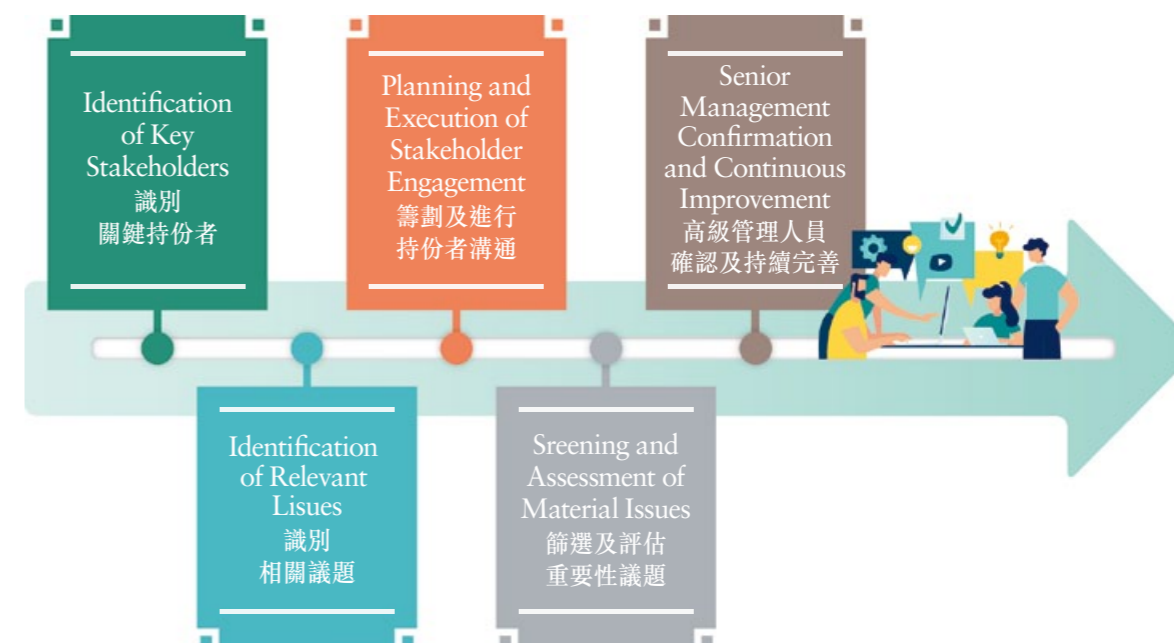 Identification
of Key
Stakeholders
識別
關鍵持份者
Identification
of Relevant
Lisues
識別
相關議題
Planning and
Execution of
Stakeholder
Engagement
籌劃及進行
持份者溝通
Sreening and
Assessment of
Material Issues
篩選及評估
重要性議題
Senior
Management
Confirmation
and Continuous
Improvement
高級管理人員
確認及持續完善